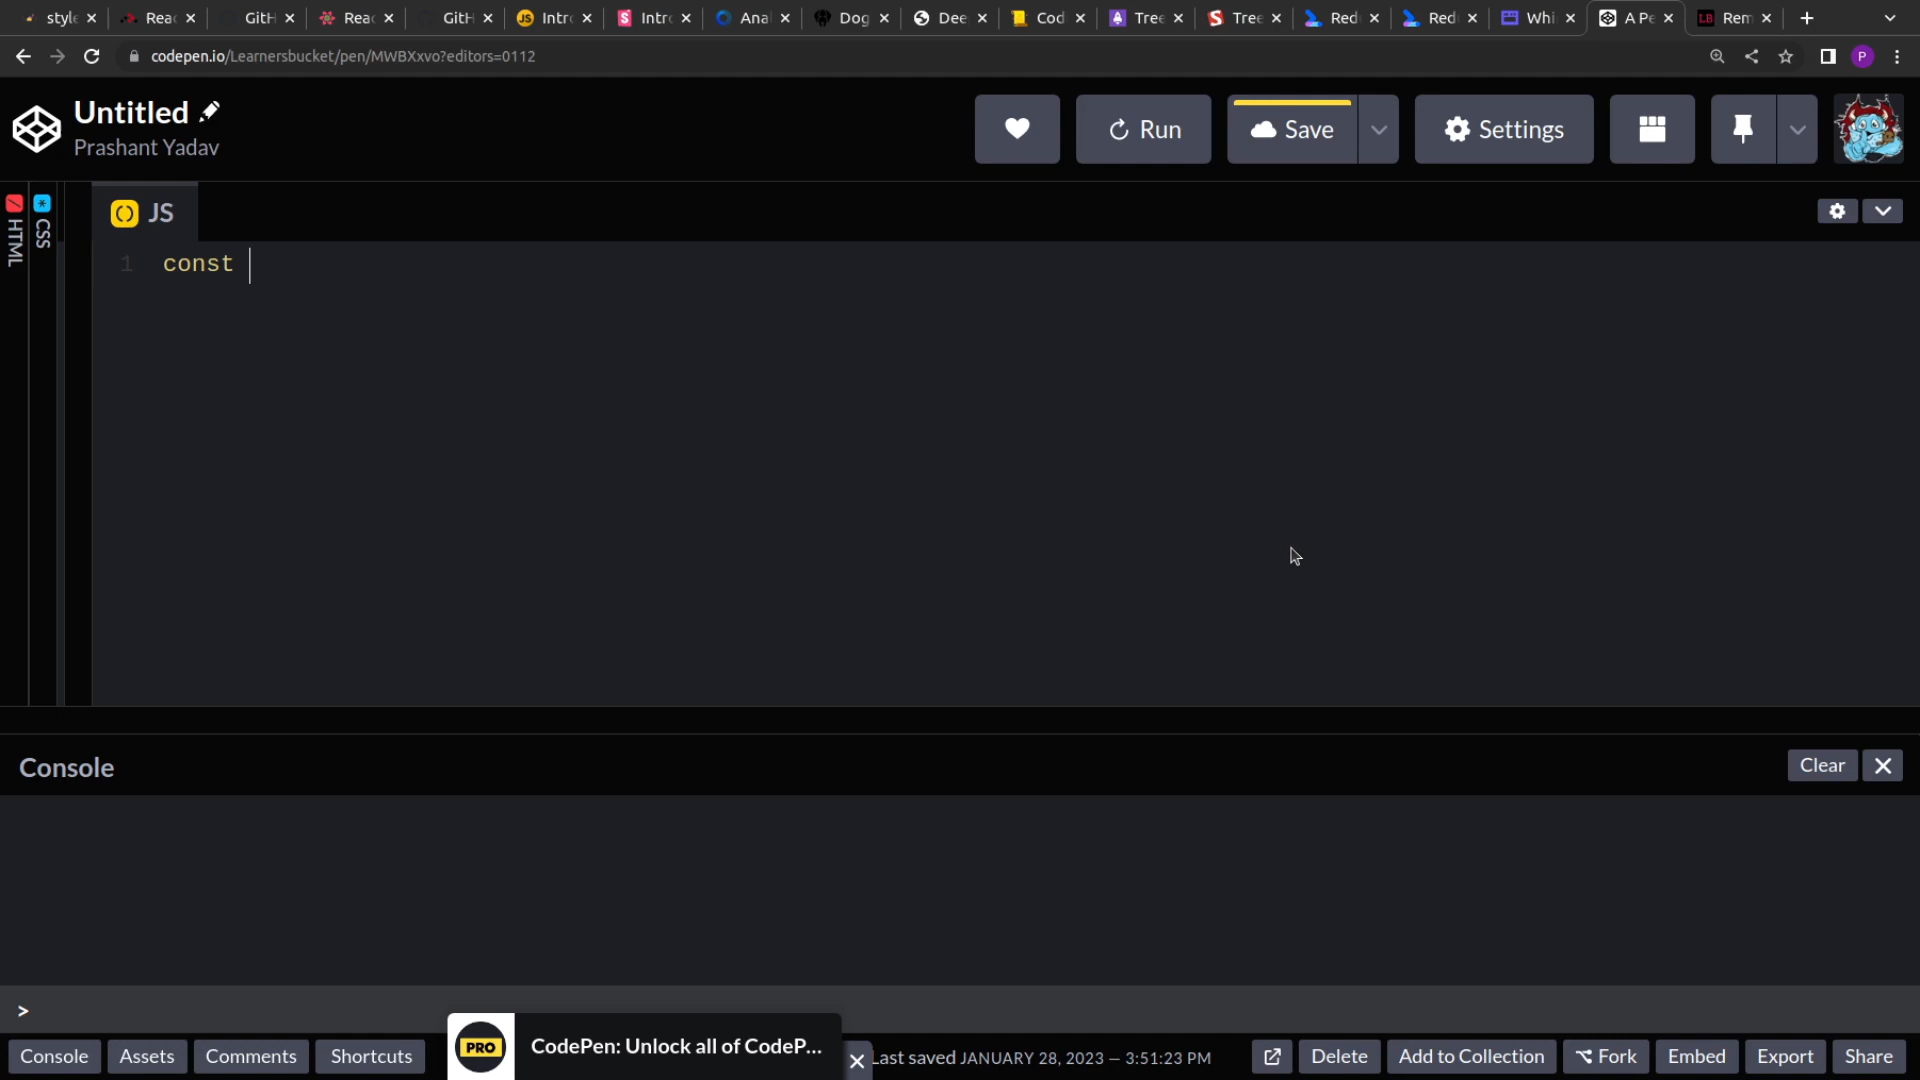 style
Reac
GitH
Reac
GitH
JS Intro
S Intro
Anal
Dog
Dee
Cod
Tree
S Tree
Red
Red
Whi
A Pe
LB Rem
codepen.io/Learnersbucket/pen/MWBXxvo?editors=0112
P
Untitled
Prashant Yadav
Run
Save
Settings
HTML
* CSS
() JS
1 const
Console
Clear
>
PRO CodePen: Unlock all of CodeP...
Console
Assets
Comments
Shortcuts
Last saved JANUARY 28, 2023 — 3:51:23 PM
Delete
Add to Collection
Fork
Embed
Export
Share